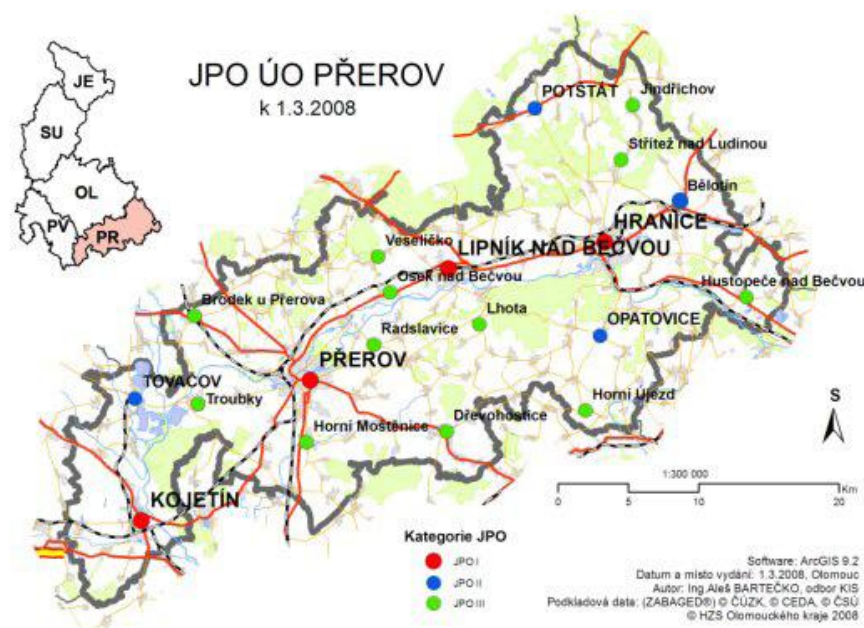 JPO ÚO PŘEROV
k 1.3.2008
JE
SU
OL
PV
PR
POTŠTÁT
Jindřichov
Střítež nad Ludinou
Bělotín
HRANICE
Veselíčko
LIPNÍK NAD BEČVOU
Osek nad Bečvou
Hustopeče nad Bečvou
Brodek u Přerova
Lhota
Radslavice
OPATOVICE
PŘEROV
TOVAČOV
Troubky
Horní Újezd
Horní Moštěnice
Dřevohostice
S
KOJETÍN
1:300 000
0 5 10 20
Km
Kategorie JPO
JPO I
JPO II
JPO III
Software: ArcGIS 9.2
Datum a místo vydání: 1.3.2008, Olomouc
Autor: Ing.Aleš BARTEČKO, odbor KIS
Podkladová data: (ZABAGED®) © ČÚZK, © CEDA, © ČSÚ
© HZS Olomouckého kraje 2008